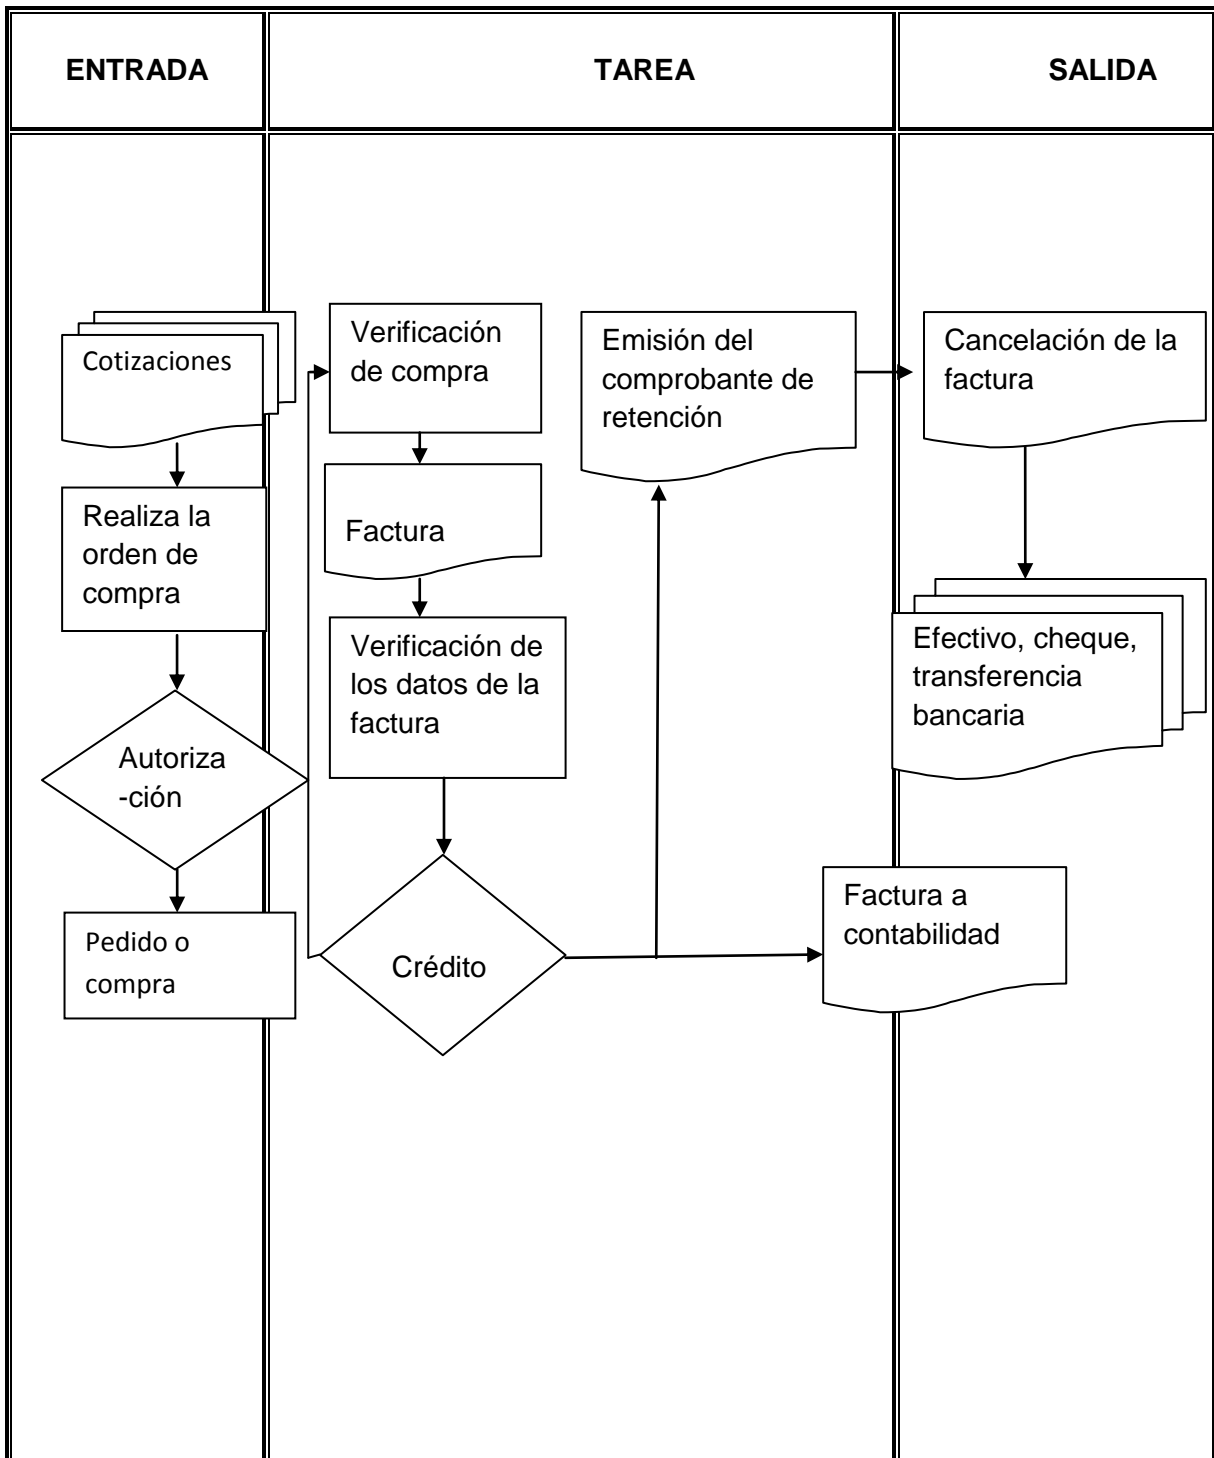 ENTRADA
TAREA
SALIDA
Cotizaciones
Realiza la
orden de
compra
Autoriza
-ción
Pedido o
compra
Verificación
de compra
Factura
Verificación de
los datos de la
factura
Crédito
Emisión del
comprobante de
retención
Cancelación de la
factura
Efectivo, cheque,
transferencia
bancaria
Factura a
contabilidad